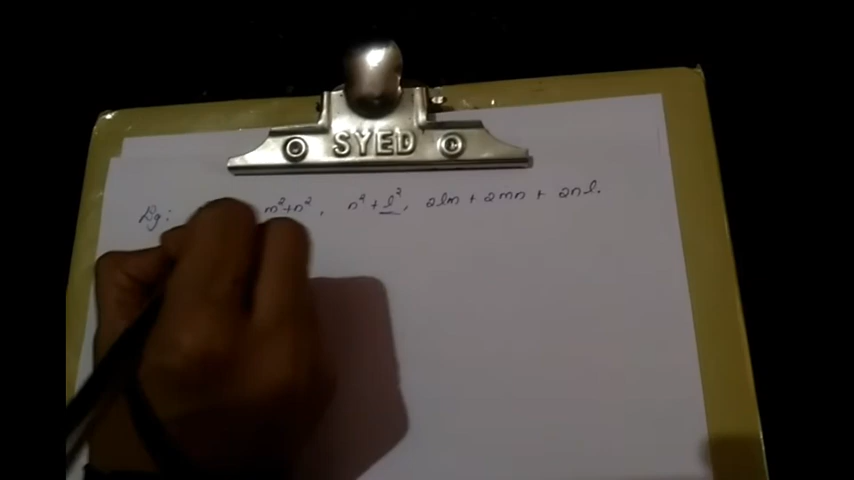 SYED
Eg: m²+n², n² + l², 2lm + 2mn + 2nl.